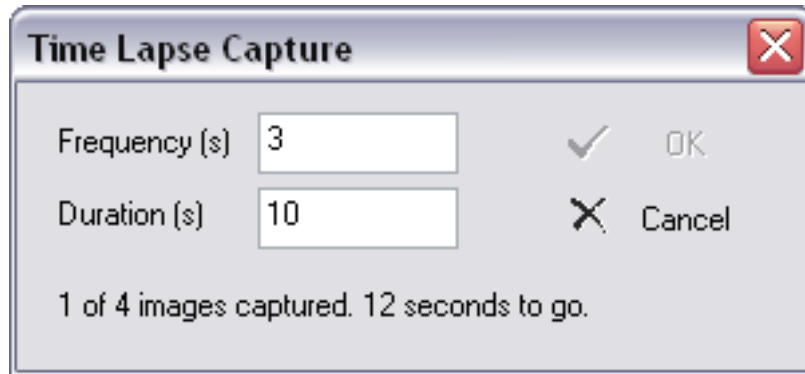 Time Lapse Capture
Frequency (s) 3 OK
Duration (s) 10 Cancel
1 of 4 images captured. 12 seconds to go.